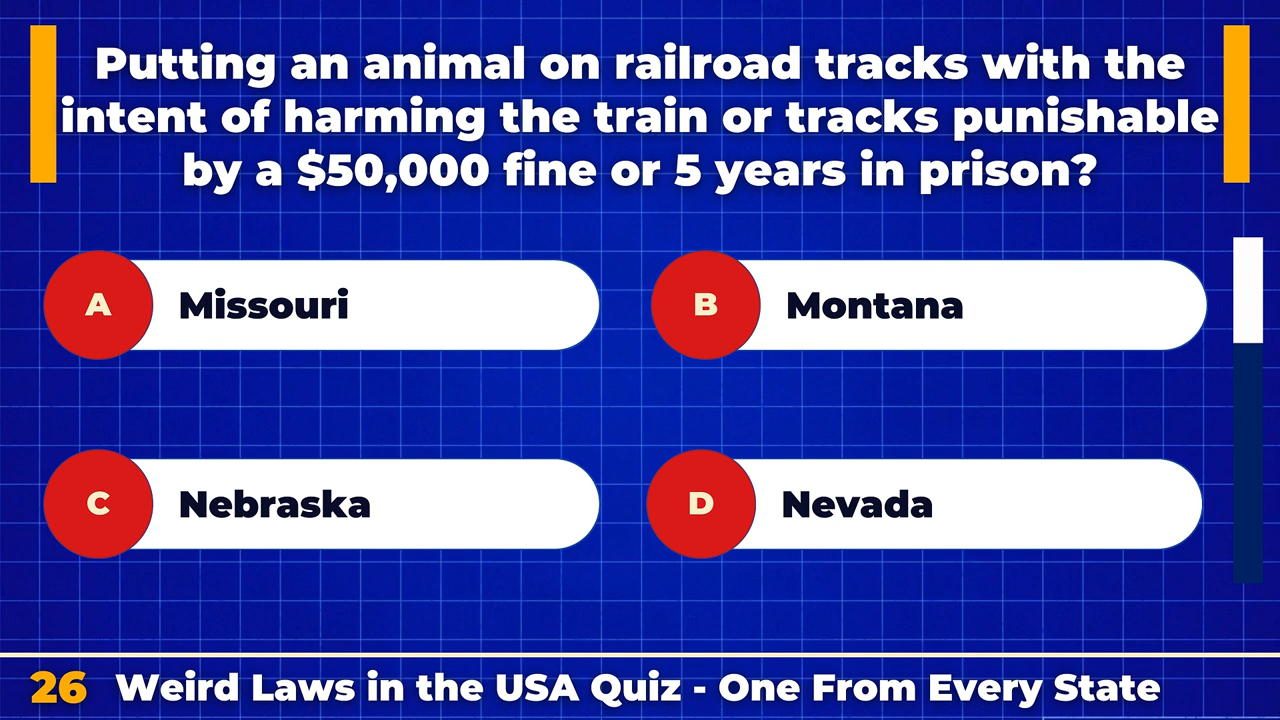 Putting an animal on railroad tracks with the
intent of harming the train or tracks punishable
by a $50,000 fine or 5 years in prison?
A Missouri
B Montana
C Nebraska
D Nevada
26 Weird Laws in the USA Quiz - One From Every State